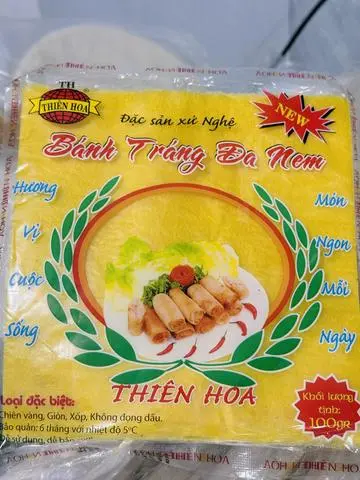 TH
THIÊN HOA
NEW
Đặc sản xứ Nghệ
Bánh Tráng Đa Nem
Hương
Vị
Cuộc
Sống
Món
Ngon
Mỗi
Ngày
THIÊN HOA
Loại đặc biệt:
Chiên vàng, Giòn, Xốp, Không đọng dầu.
Bảo quản: 6 tháng với nhiệt độ 5°C
Khối lượng
tịnh:
100gr
THIÊN HOA